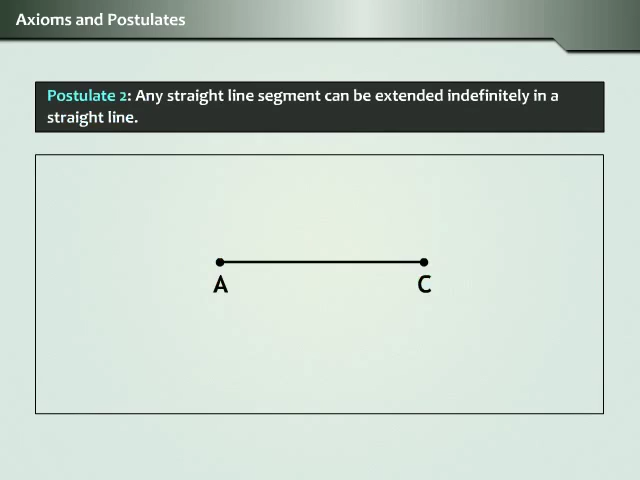 Axioms and Postulates
Postulate 2: Any straight line segment can be extended indefinitely in a
straight line.
A
C